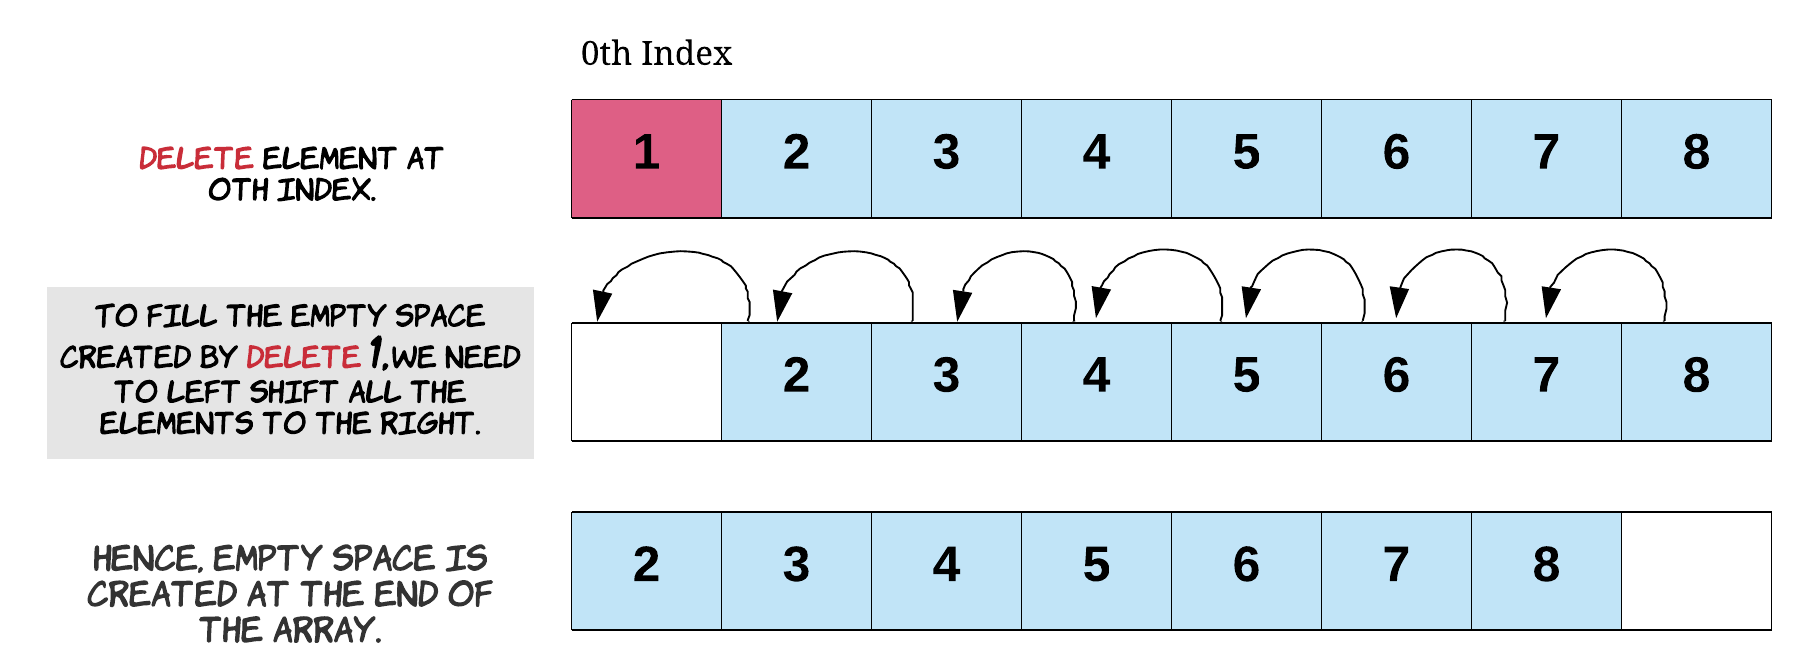 0th Index
DELETE ELEMENT AT
0TH INDEX.
1 2 3 4 5 6 7 8
TO FILL THE EMPTY SPACE
CREATED BY DELETE 1,WE NEED
TO LEFT SHIFT ALL THE
ELEMENTS TO THE RIGHT.
2 3 4 5 6 7 8
HENCE, EMPTY SPACE IS
CREATED AT THE END OF
THE ARRAY.
2 3 4 5 6 7 8